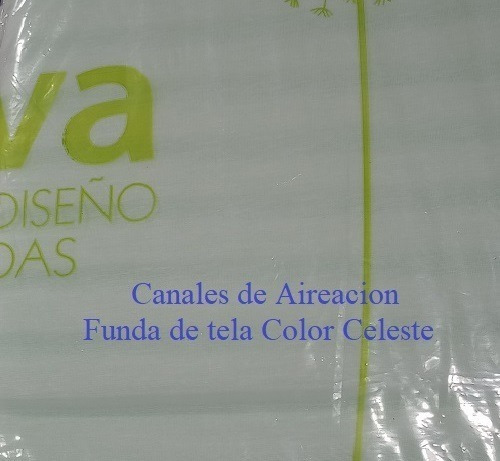 va
DISEÑO
DAS
Canales de Aireacion
Funda de tela Color Celeste